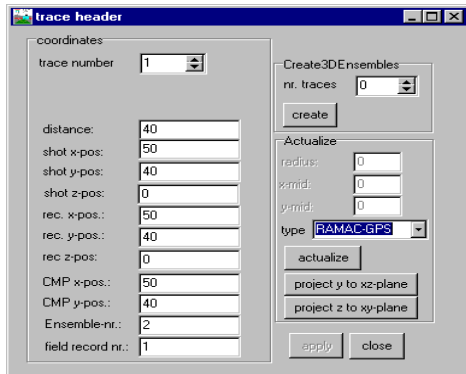 trace header
coordinates
trace number 1
distance: 40
shot x-pos: 50
shot y-pos: 40
shot z-pos: 0
rec. x-pos.: 50
rec. y-pos.: 40
rec z-pos: 0
CMP x-pos: 50
CMP y-pos: 40
Ensemble-nr.: 2
field record nr.: 1
Create3DEnsembles
nr. traces 0
create
Actualize
radius: 0
x-mid: 0
y-mid: 0
type RAMAC-GPS
actualize
project y to xz-plane
project z to xy-plane
apply close